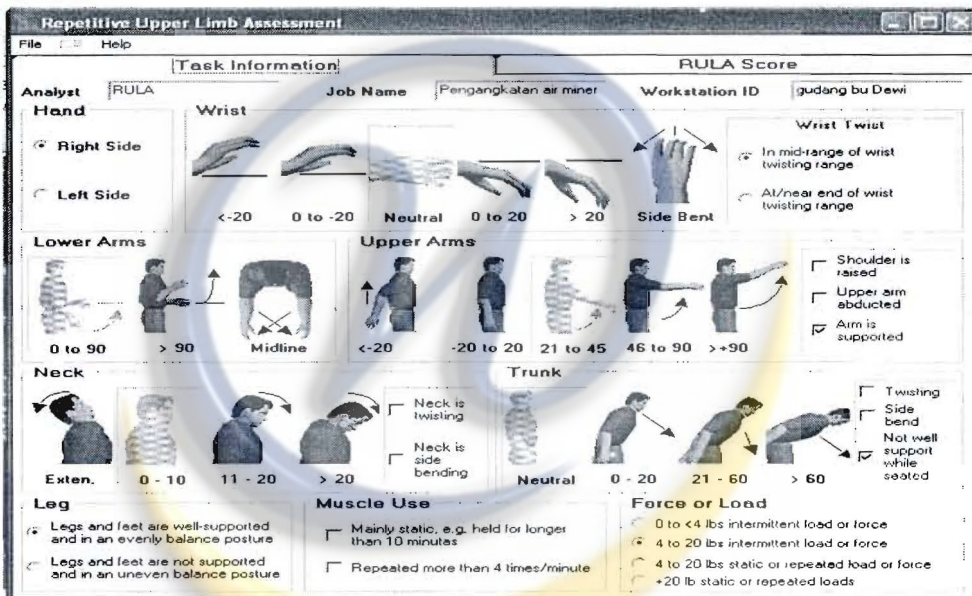 Repetitive Upper Limb Assessment
File Help
Task Information RULA Score
Analyst RULA Job Name Pengangkatan air miner Workstation ID gudang bu Dewi
Hand
Right Side
Left Side
Wrist
<-20 0 to -20 Neutral 0 to 20 > 20 Side Bent
Wrist Twist
In mid-range of wrist
twisting range
At/near end of wrist
twisting range
Lower Arms
0 to 90 > 90 Midline
Upper Arms
<-20 -20 to 20 21 to 45 46 to 90 >+90
Shoulder is
raised
Upper arm
abducted
Arm is
supported
Neck
Exten. 0 - 10 11 - 20 > 20
Neck is
twisting
Neck is
side
bending
Trunk
Neutral 0 - 20 21 - 60 > 60
Twisting
Side
bend
Not well
support
while
seated
Leg
Legs and feet are well-supported
and in an evenly balance posture
Legs and feet are not supported
and in an uneven balance posture
Muscle Use
Mainly static, e.g. held for longer
than 10 minutes
Repeated more than 4 times/minute
Force or Load
0 to <4 lbs intermittent load or force
4 to 20 lbs intermittent load or force
4 to 20 lbs static or repeated load or force
+20 lb static or repeated loads